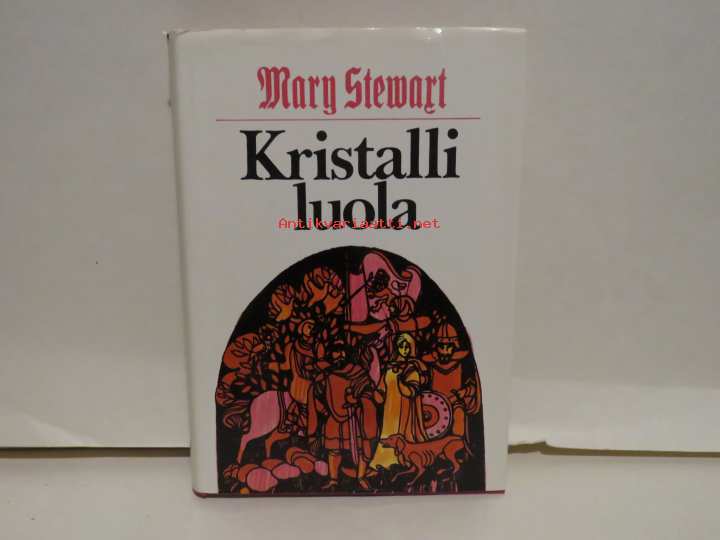 Mary Stewart
Kristalli
luola
Antikvariaatti.net